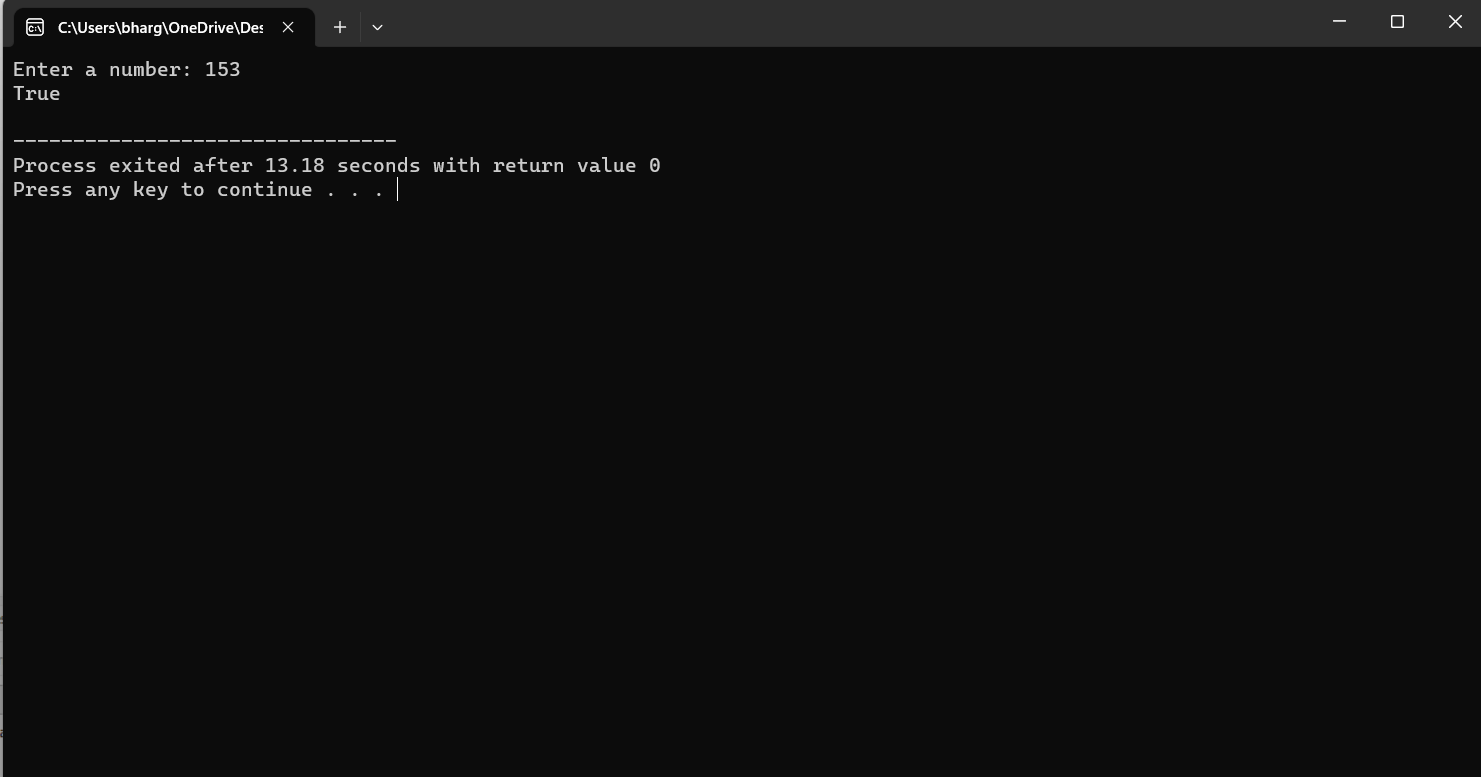 C:\Users\bharg\OneDrive\Des
Enter a number: 153
True
--------------------------------
Process exited after 13.18 seconds with return value 0
Press any key to continue . . .